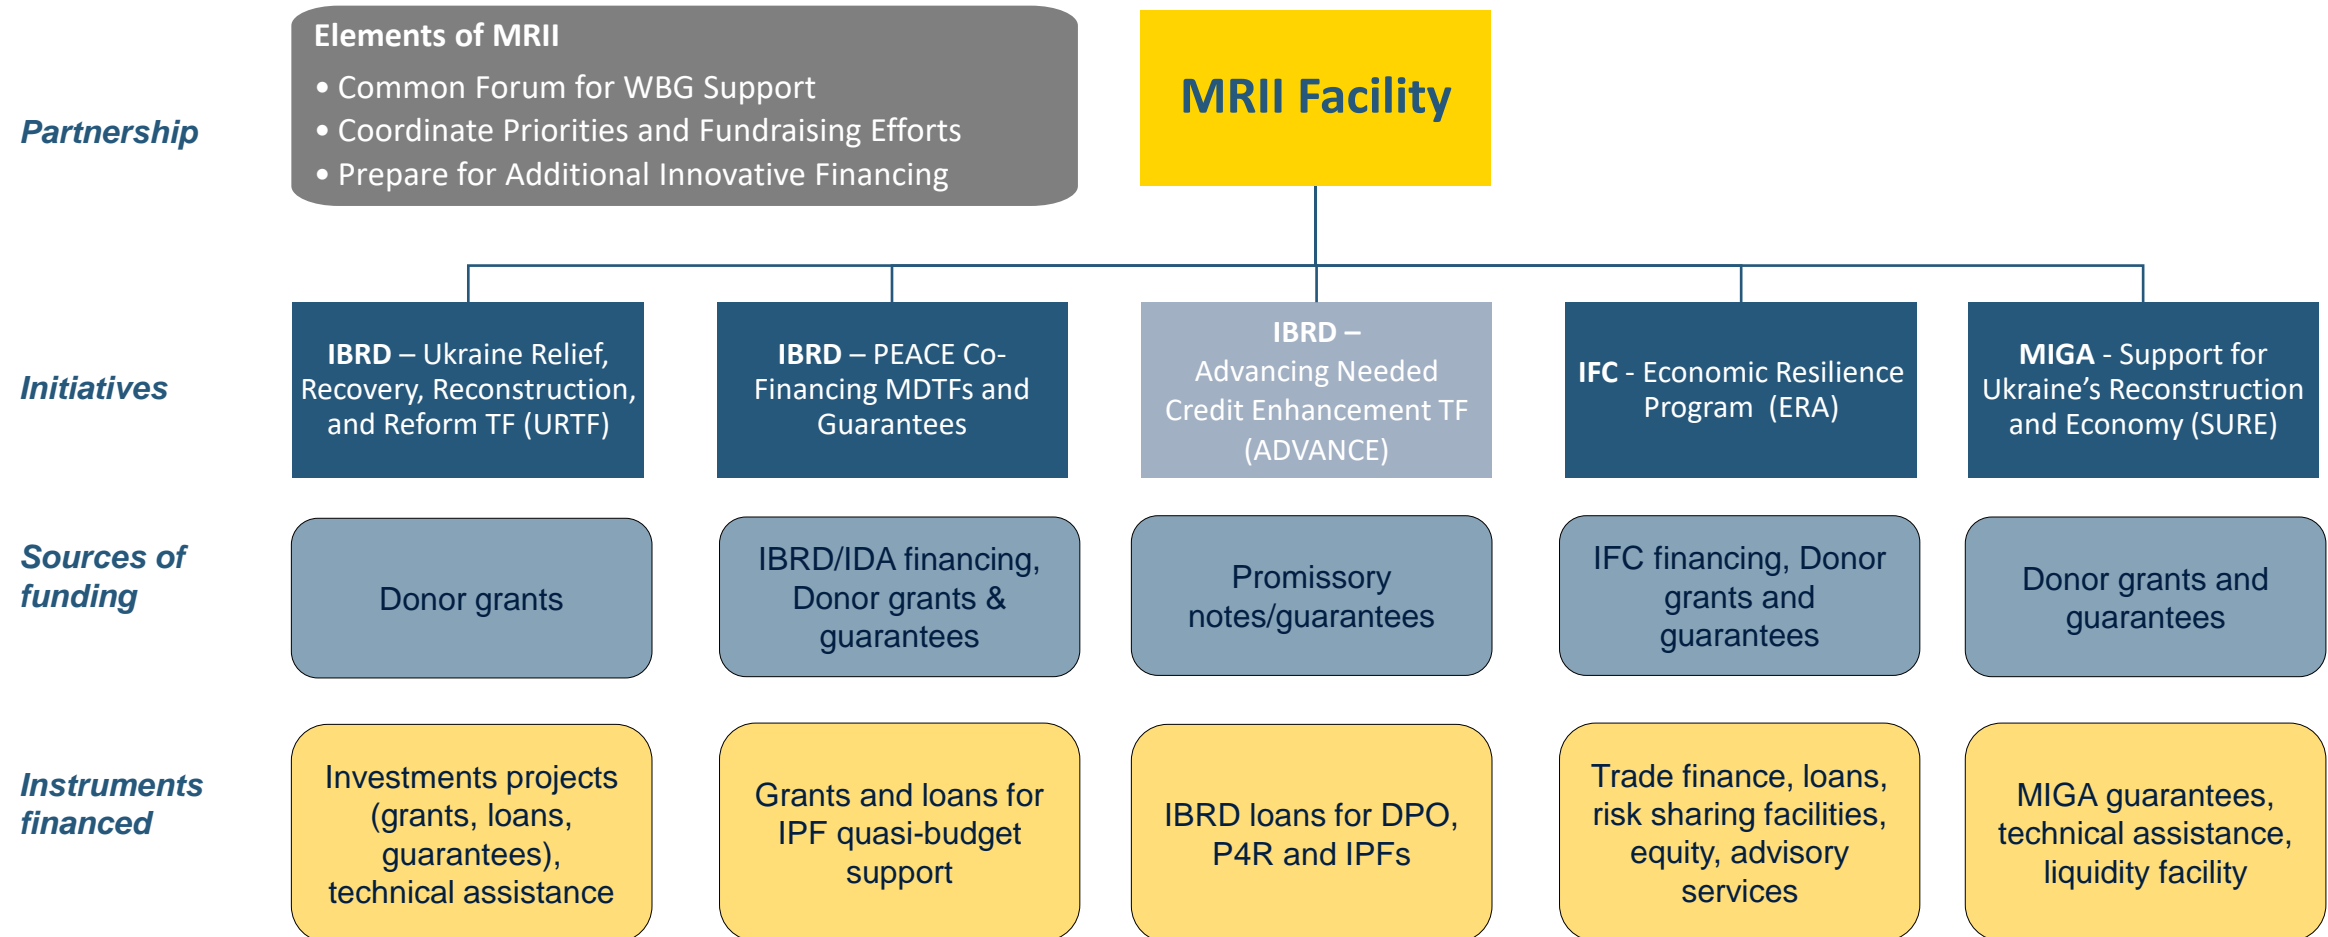 Elements of MRII
• Common Forum for WBG Support
• Coordinate Priorities and Fundraising Efforts
• Prepare for Additional Innovative Financing
MRII Facility
Partnership
Initiatives
IBRD – Ukraine Relief,
Recovery, Reconstruction,
and Reform TF (URTF)
IBRD – PEACE Co-
Financing MDTFs and
Guarantees
IBRD –
Advancing Needed
Credit Enhancement TF
(ADVANCE)
IFC - Economic Resilience
Program (ERA)
MIGA - Support for
Ukraine’s Reconstruction
and Economy (SURE)
Sources of
funding
Donor grants
IBRD/IDA financing,
Donor grants &
guarantees
Promissory
notes/guarantees
IFC financing, Donor
grants and
guarantees
Donor grants and
guarantees
Instruments
financed
Investments projects
(grants, loans,
guarantees),
technical assistance
Grants and loans for
IPF quasi-budget
support
IBRD loans for DPO,
P4R and IPFs
Trade finance, loans,
risk sharing facilities,
equity, advisory
services
MIGA guarantees,
technical assistance,
liquidity facility